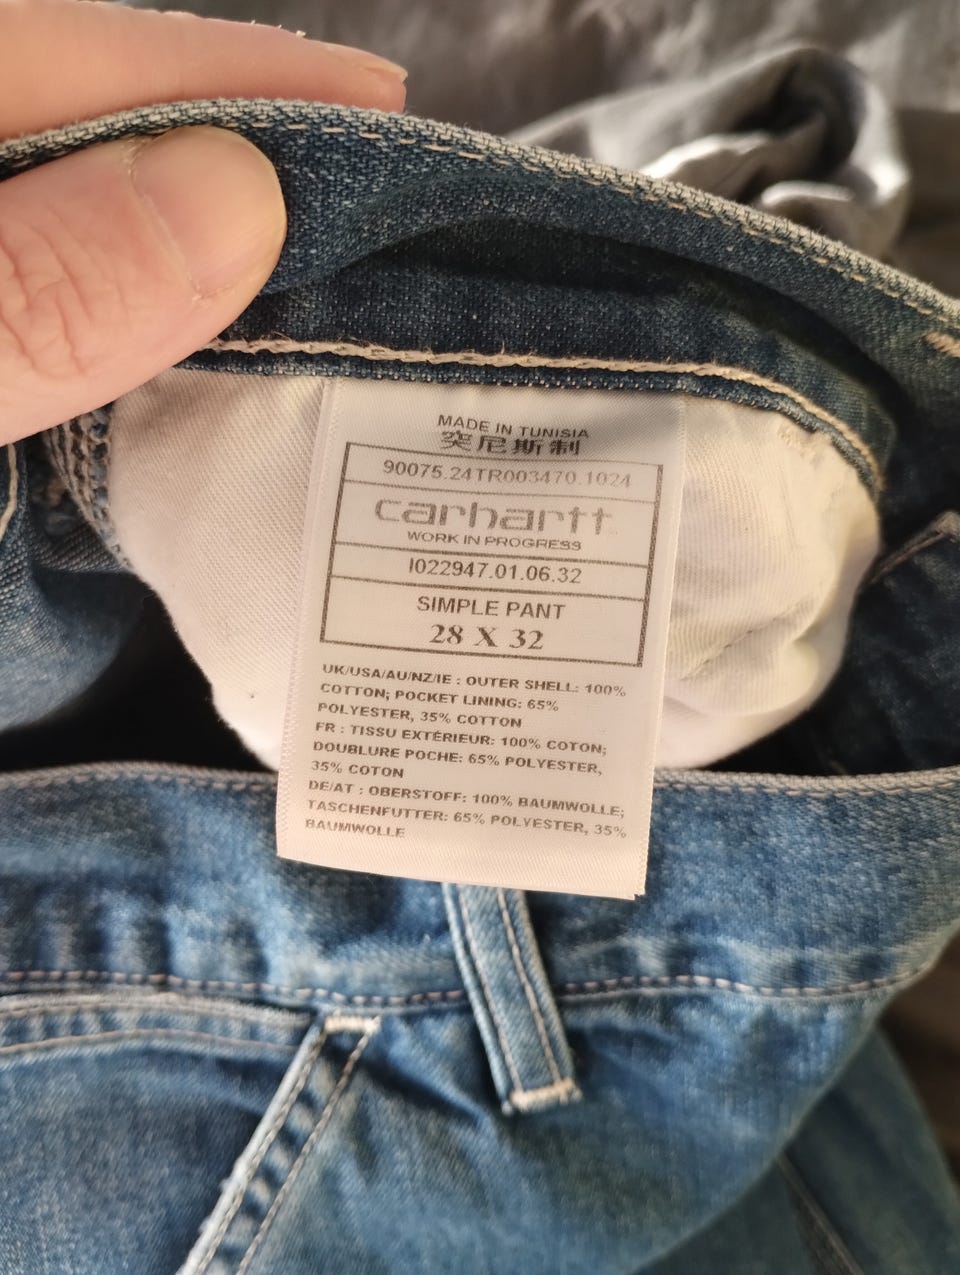 MADE IN TUNISIA
突尼斯 制
90075.24TR003470.1024
carhartt
WORK IN PROGRESS
I022947.01.06.32
SIMPLE PANT
28 X 32
UK/USA/AU/NZ/IE : OUTER SHELL: 100%
COTTON; POCKET LINING: 65%
POLYESTER, 35% COTTON
FR : TISSU EXTÉRIEUR: 100% COTON;
DOUBLURE POCHE: 65% POLYESTER,
35% COTON
DE/AT : OBERSTOFF: 100% BAUMWOLLE;
TASCHENFUTTER: 65% POLYESTER, 35%
BAUMWOLLE